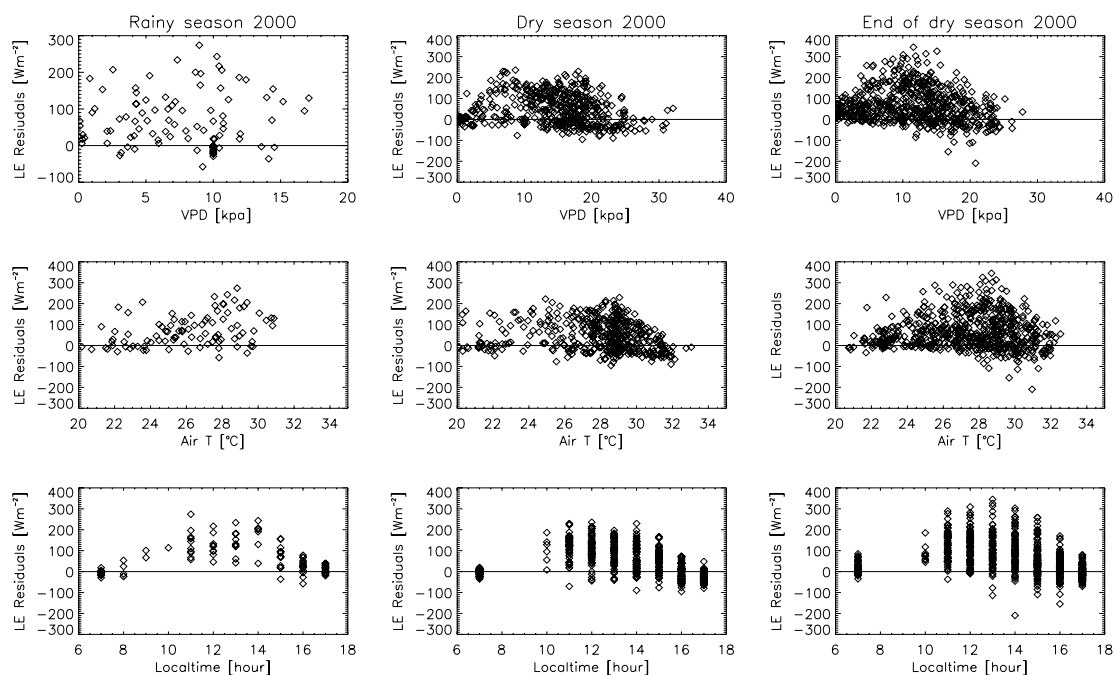 Rainy season 2000
LE Resiudals [Wm⁻²]
300
200
100
0
−100
0 5 10 15 20
VPD [kpa]
Dry season 2000
LE Resiudals [Wm⁻²]
400
300
200
100
0
−100
−200
−300
0 10 20 30 40
VPD [kpa]
End of dry season 2000
LE Resiudals [Wm⁻²]
400
300
200
100
0
−100
−200
−300
0 10 20 30 40
VPD [kpa]
LE Residuals [Wm⁻²]
400
300
200
100
0
−100
−200
−300
20 22 24 26 28 30 32 34
Air T [°C]
LE Residuals [Wm⁻²]
400
300
200
100
0
−100
−200
−300
20 22 24 26 28 30 32 34
Air T [°C]
LE Residuals
400
300
200
100
0
−100
−200
−300
20 22 24 26 28 30 32 34
Air T [°C]
LE Residuals [Wm⁻²]
400
300
200
100
0
−100
−200
−300
6 8 10 12 14 16 18
Localtime [hour]
LE Residuals [Wm⁻²]
400
300
200
100
0
−100
−200
−300
6 8 10 12 14 16 18
Localtime [hour]
LE Residuals [Wm⁻²]
400
300
200
100
0
−100
−200
−300
6 8 10 12 14 16 18
Localtime [hour]